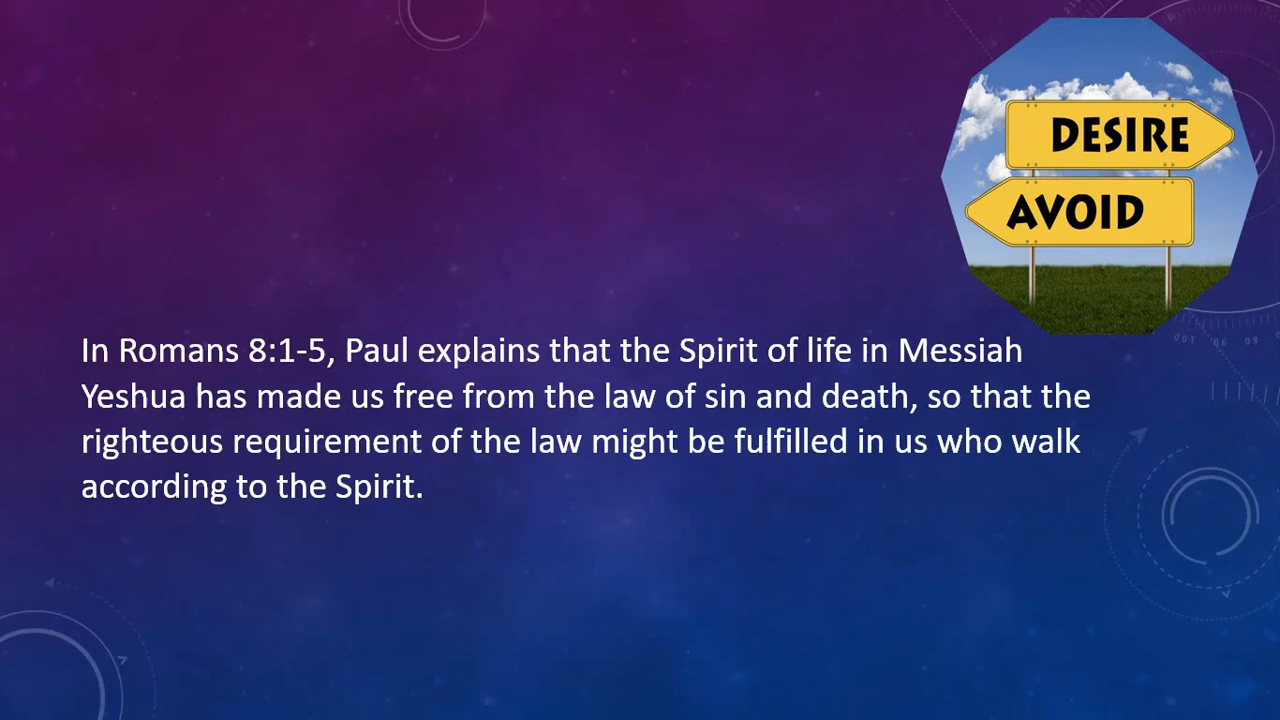 DESIRE
AVOID
In Romans 8:1-5, Paul explains that the Spirit of life in Messiah
Yeshua has made us free from the law of sin and death, so that the
righteous requirement of the law might be fulfilled in us who walk
according to the Spirit.